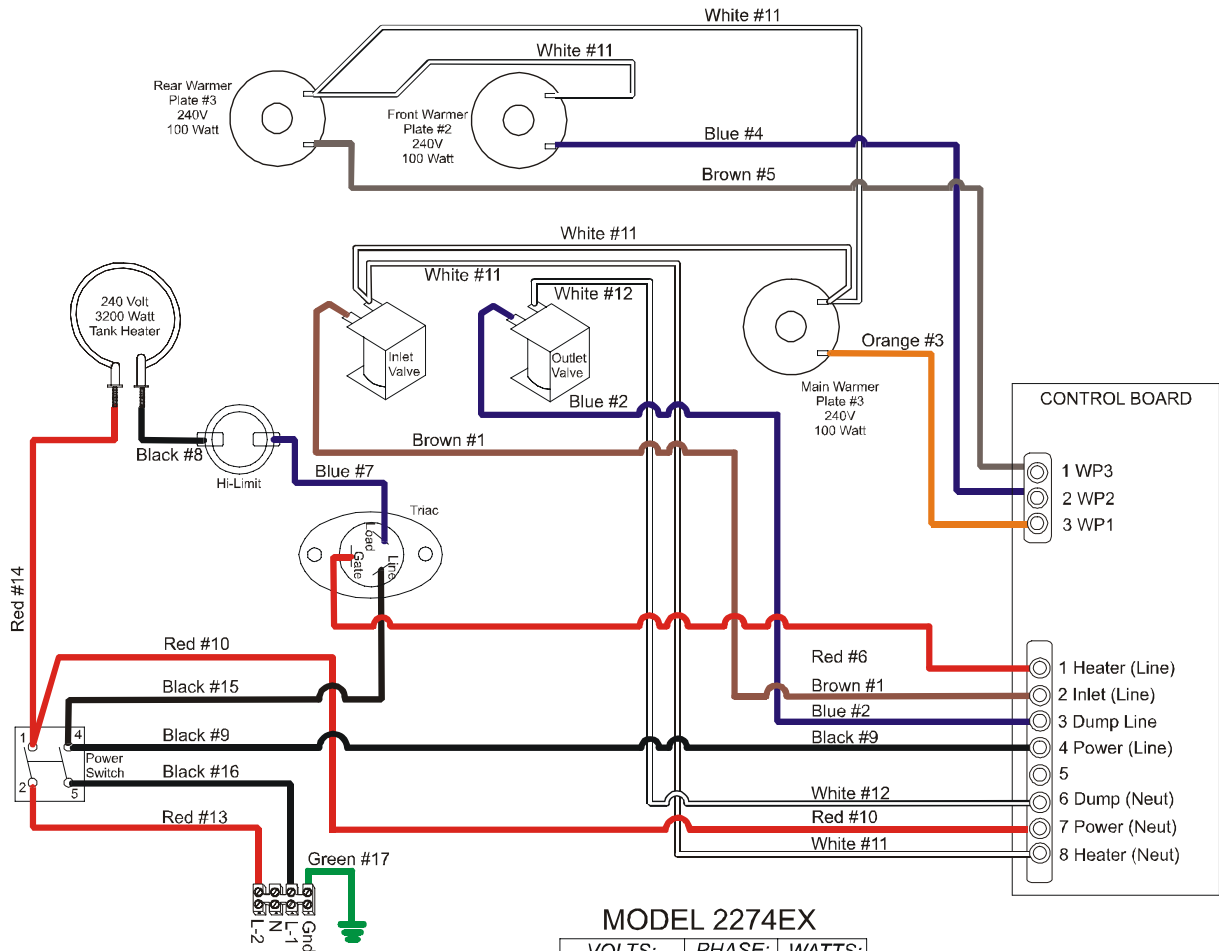 White #11
White #11
Rear Warmer
Plate #3
240V
100 Watt
Front Warmer
Plate #2
240V
100 Watt
Blue #4
Brown #5
White #11
White #11
White #12
240 Volt
3200 Watt
Tank Heater
Inlet
Valve
Outlet
Valve
Orange #3
Main Warmer
Plate #3
240V
100 Watt
Blue #2
Brown #1
Black #8
Hi-Limit
Blue #7
Triac
Load
Line
Gate
CONTROL BOARD
1 WP3
2 WP2
3 WP1
Red #14
Red #10
Black #15
Black #9
Black #16
Red #13
1
4
2
5
Power
Switch
Green #17
L-2
N
L-1
Gnd
Red #6
Brown #1
Blue #2
Black #9
White #12
Red #10
White #11
1 Heater (Line)
2 Inlet (Line)
3 Dump Line
4 Power (Line)
5
6 Dump (Neut)
7 Power (Neut)
8 Heater (Neut)
MODEL 2274EX
VOLTS: PHASE: WATTS: